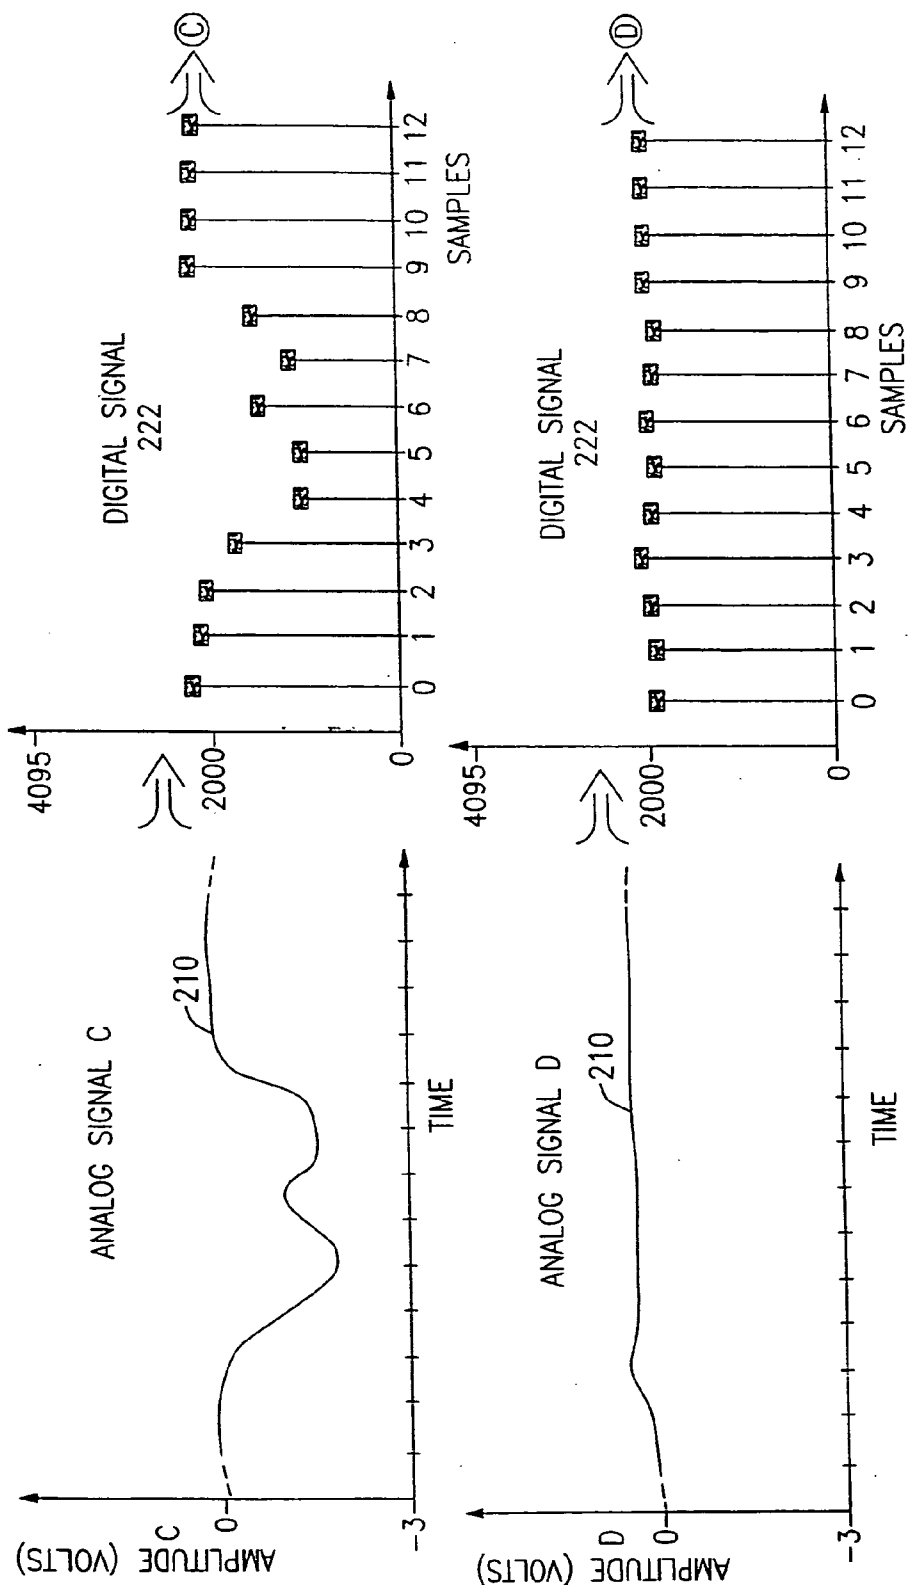 ANALOG SIGNAL C
210
AMPLITUDE (VOLTS)
C
0
-3
TIME
DIGITAL SIGNAL
222
4095
2000
0
0 1 2 3 4 5 6 7 8 9 10 11 12
SAMPLES
C
ANALOG SIGNAL D
210
AMPLITUDE (VOLTS)
D
0
-3
TIME
DIGITAL SIGNAL
222
4095
2000
0
0 1 2 3 4 5 6 7 8 9 10 11 12
SAMPLES
D